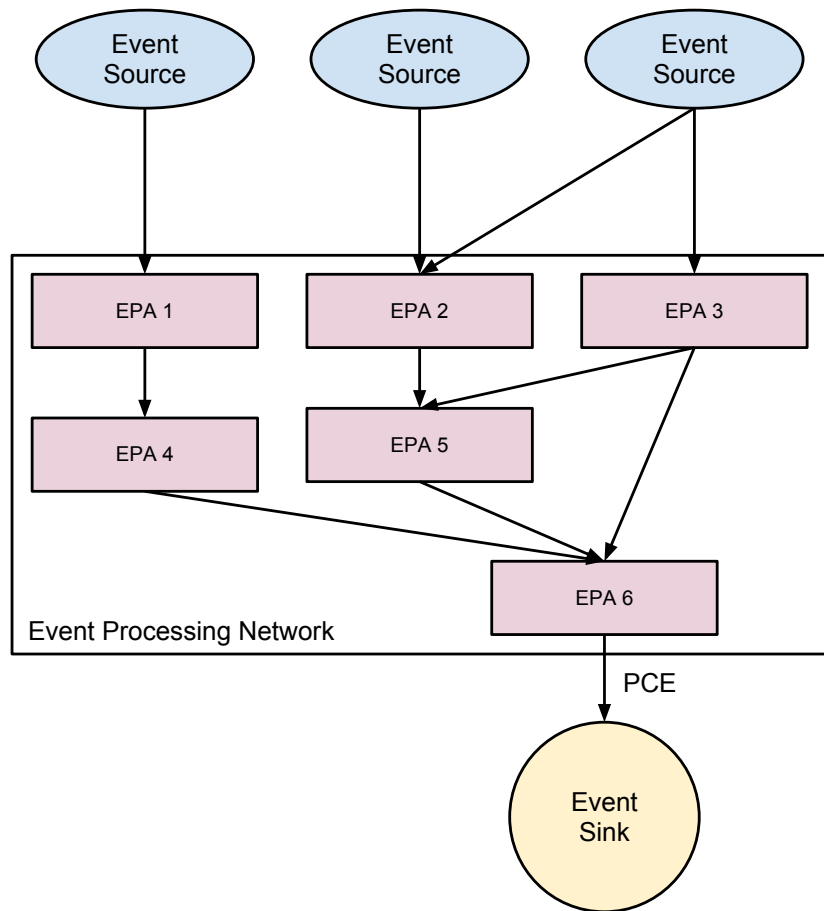 Event
Source
Event
Source
Event
Source
EPA 1
EPA 2
EPA 3
EPA 4
EPA 5
EPA 6
Event Processing Network
PCE
Event
Sink